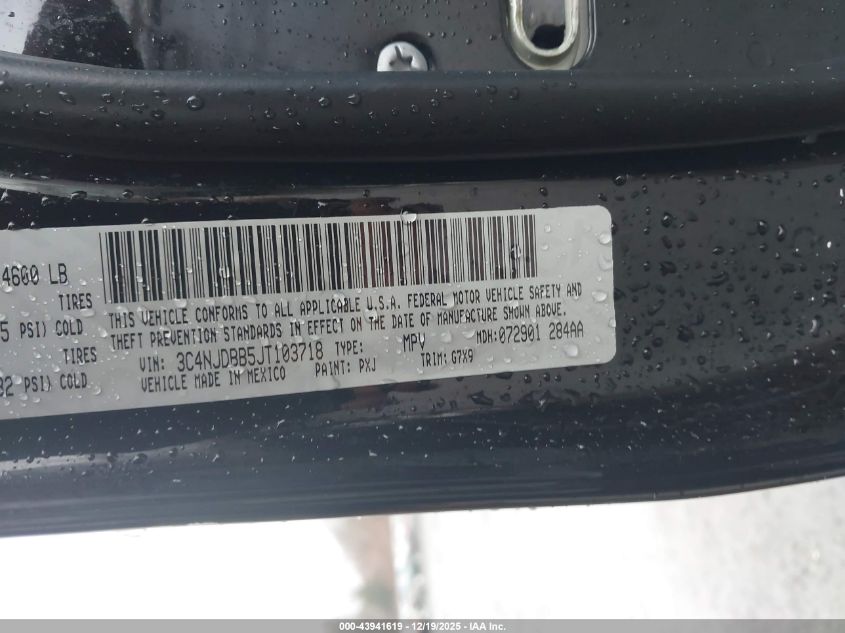 4600 LB
TIRES
5 PSI) COLD
TIRES
32 PSI) COLD
THIS VEHICLE CONFORMS TO ALL APPLICABLE U.S.A. FEDERAL MOTOR VEHICLE SAFETY AND
THEFT PREVENTION STANDARDS IN EFFECT ON THE DATE OF MANUFACTURE SHOWN ABOVE.
VIN: 3C4NJDBB5JT103718 TYPE: MPV MDH:072901 284AA
VEHICLE MADE IN MEXICO PAINT: PXJ TRIM: G7X9
000-43941619 — 12/19/2025 — IAA Inc.